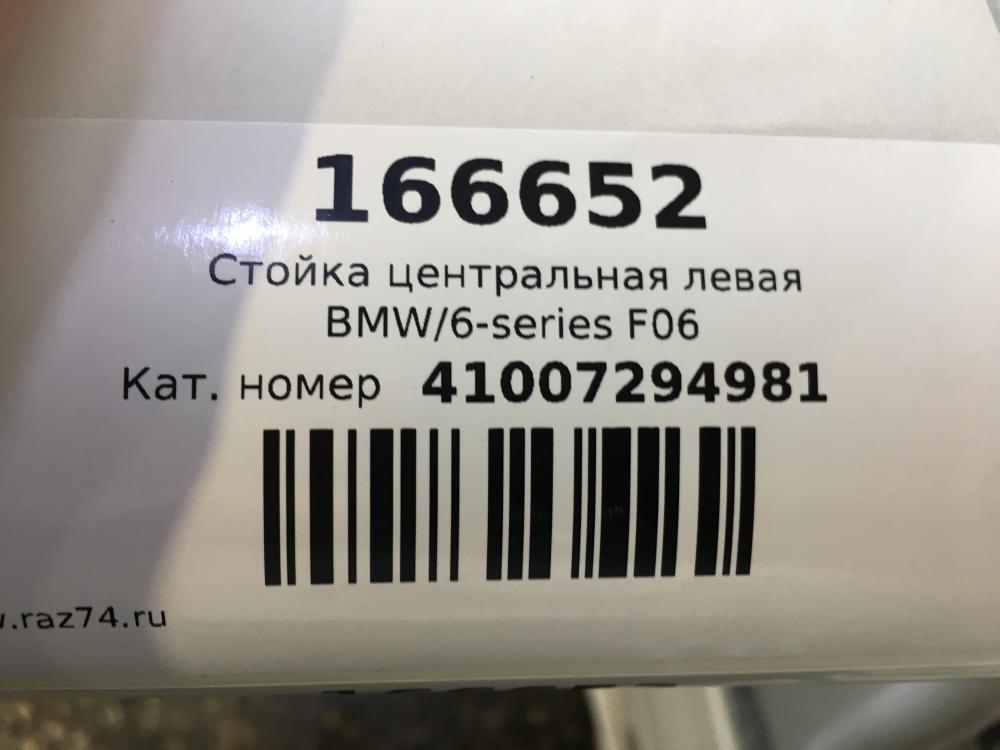 166652
Стойка центральная левая
BMW/6-series F06
Кат. номер 41007294981
.raz74.ru